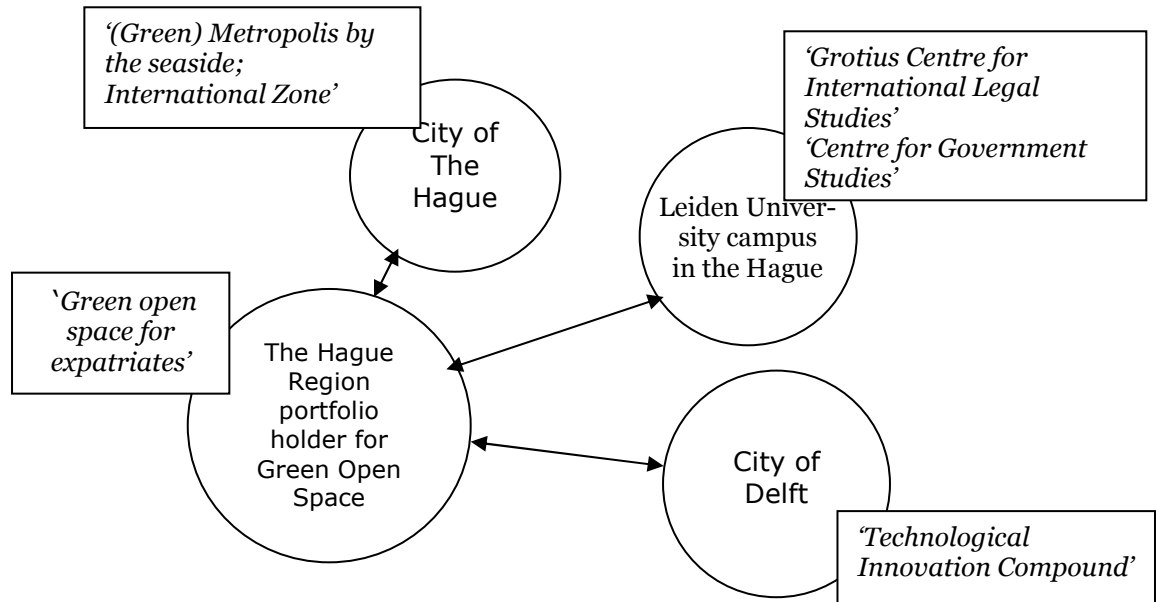 ‘(Green) Metropolis by
the seaside;
International Zone’
City of
The
Hague
‘Grotius Centre for
International Legal
Studies’
‘Centre for Government
Studies’
Leiden Univer-
sity campus
in the Hague
‘Green open
space for
expatriates’
The Hague
Region
portfolio
holder for
Green Open
Space
City of
Delft
‘Technological
Innovation Compound’